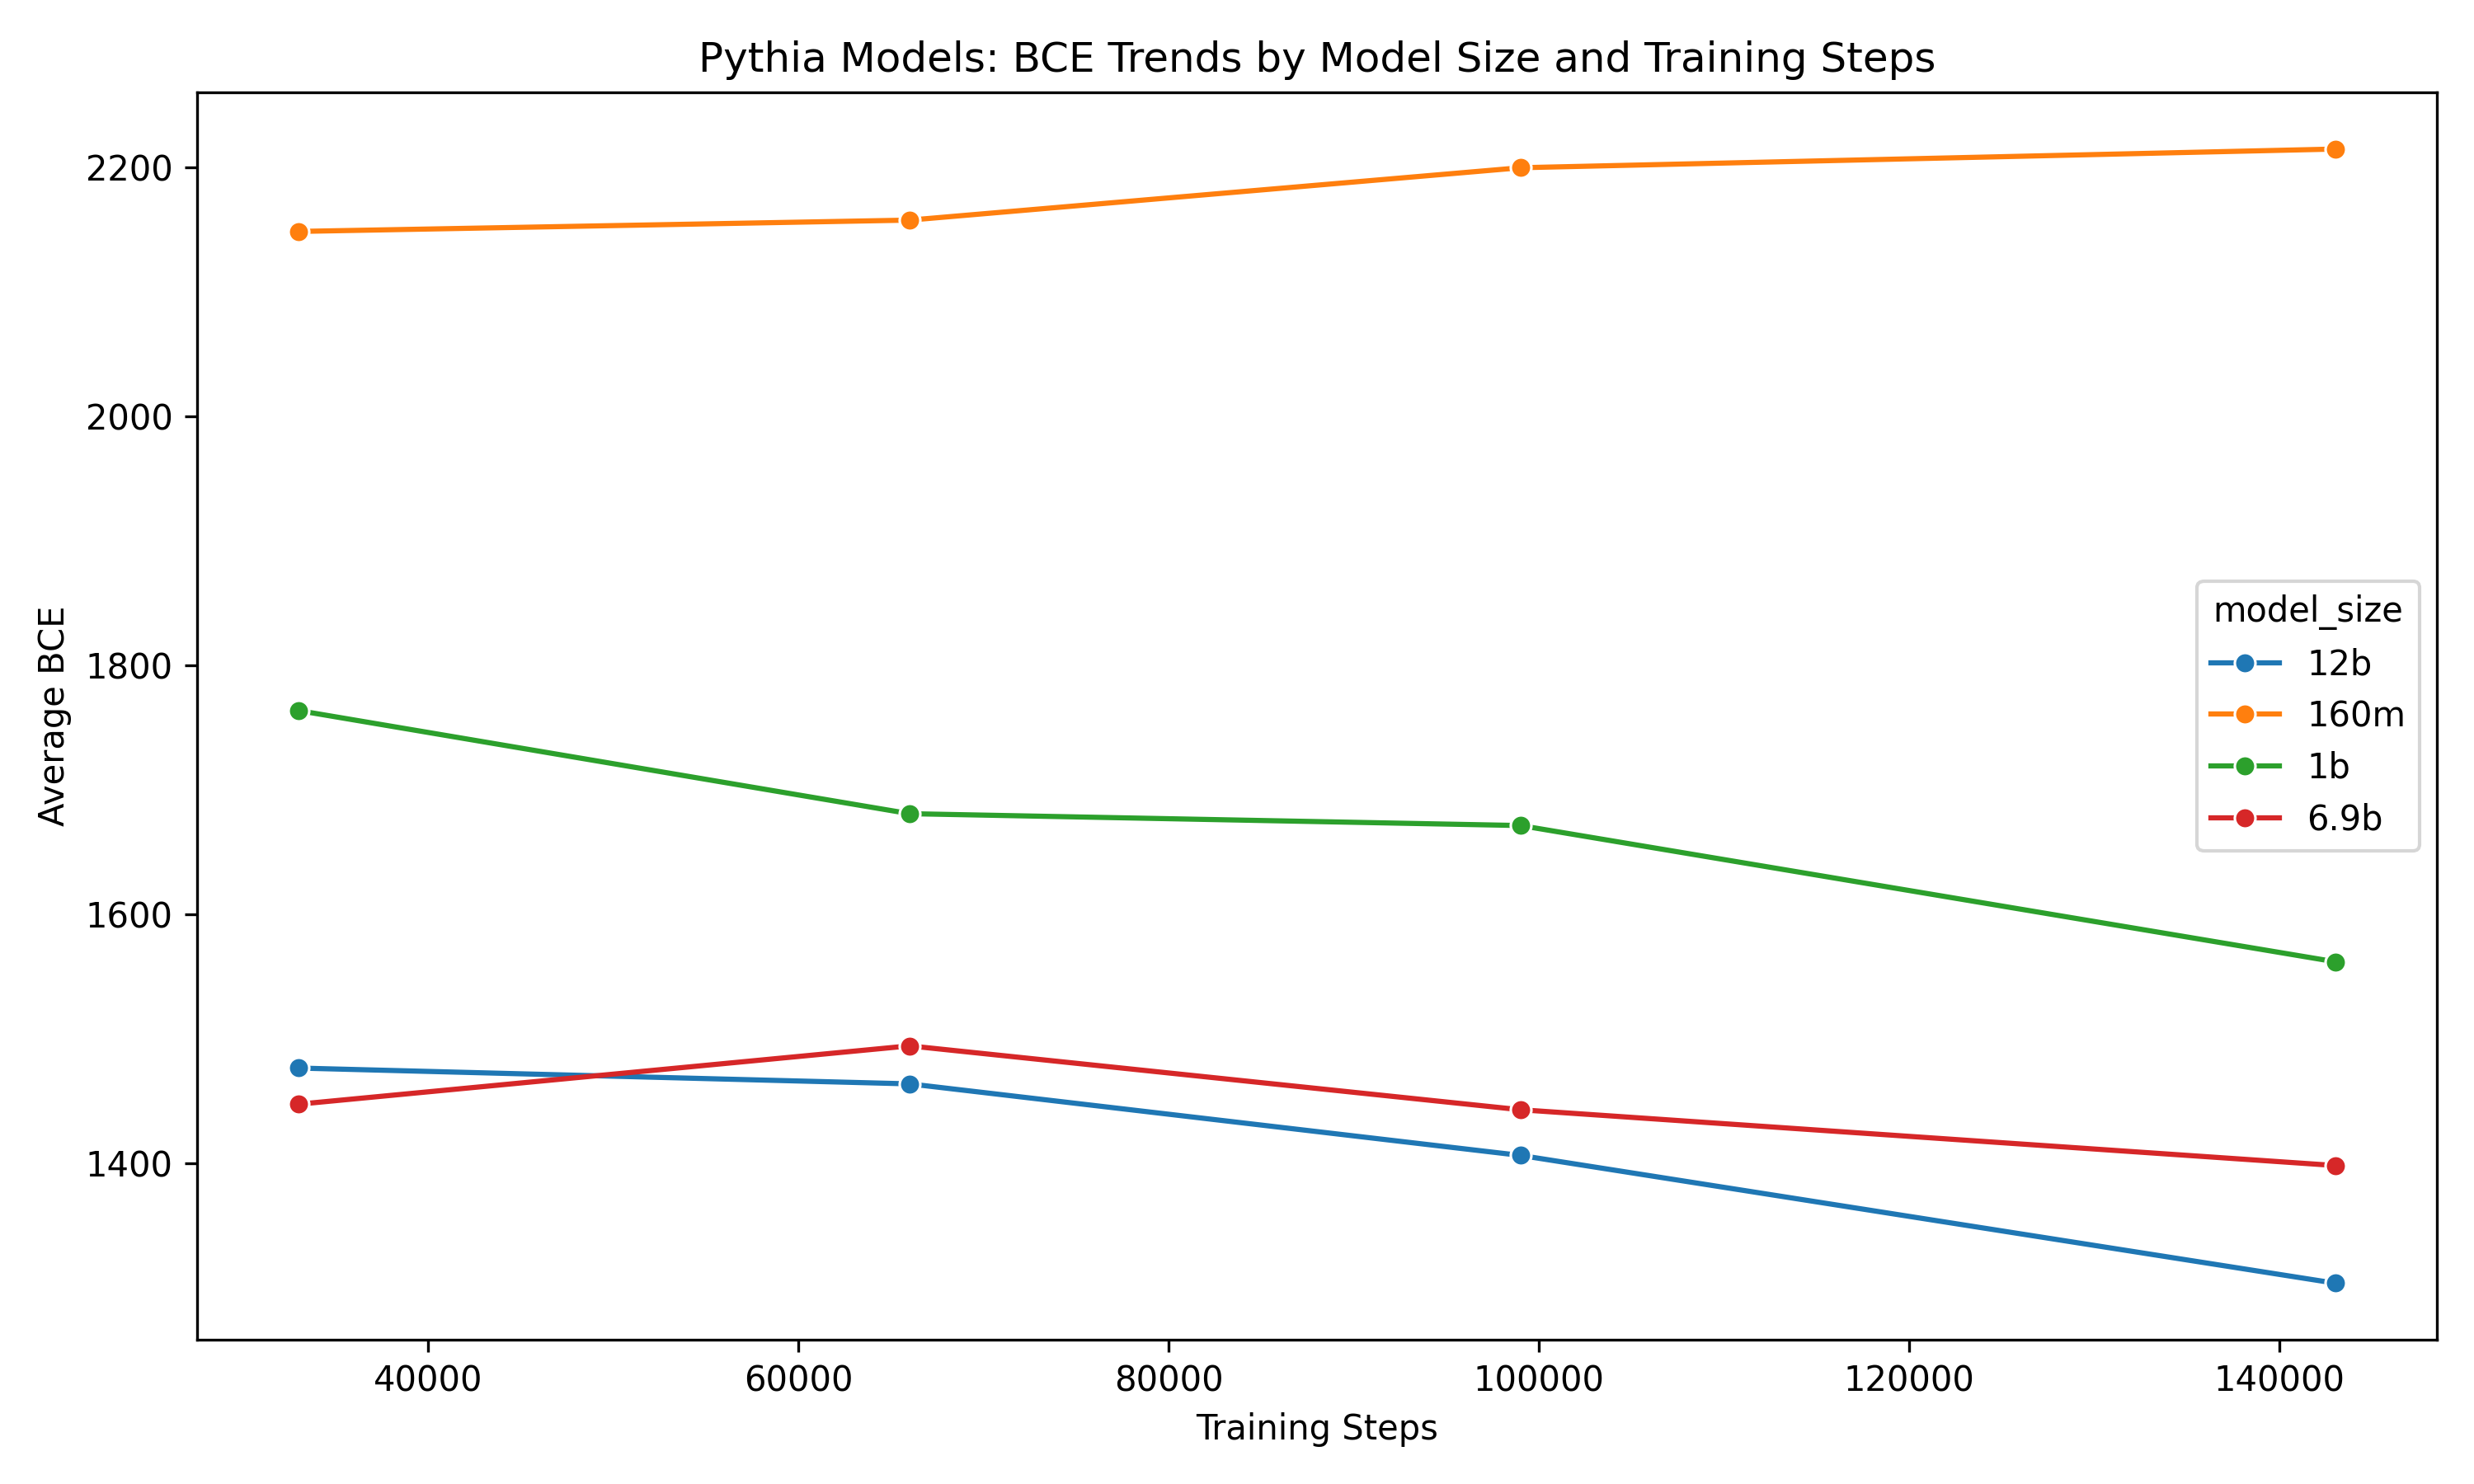 Pythia Models: BCE Trends by Model Size and Training Steps
2200
2000
1800
1600
1400
Average BCE
model_size
12b
160m
1b
6.9b
40000
60000
80000
100000
120000
140000
Training Steps